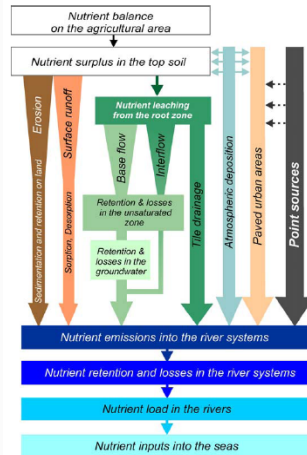 Nutrient balance
on the agricultural area
Nutrient surplus in the top soil
Erosion
Sedimentation and retention on land
Surface runoff
Sorption, Desorption
Nutrient leaching
from the root zone
Base flow
Interflow
Retention & losses
in the unsaturated
zone
Retention &
losses in the
groundwater
Tile drainage
Atmospheric deposition
Paved urban areas
Point sources
Nutrient emissions into the river systems
Nutrient retention and losses in the river systems
Nutrient load in the rivers
Nutrient inputs into the seas